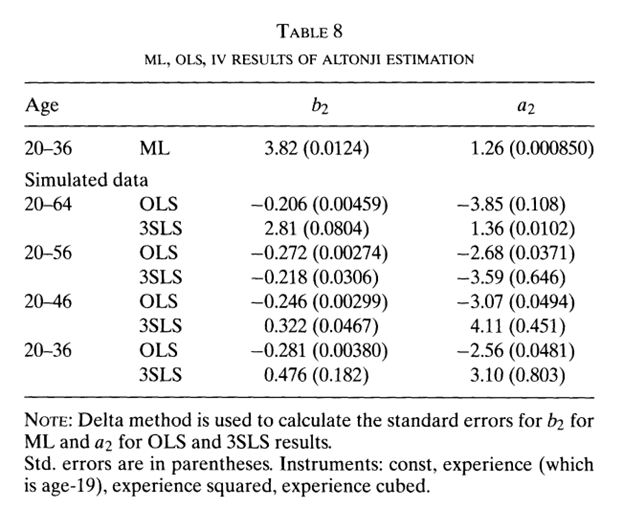 TABLE 8
ML, OLS, IV RESULTS OF ALTONJI ESTIMATION
Age b2 a2
20–36 ML 3.82 (0.0124) 1.26 (0.000850)
Simulated data
20–64 OLS −0.206 (0.00459) −3.85 (0.108)
3SLS 2.81 (0.0804) 1.36 (0.0102)
20–56 OLS −0.272 (0.00274) −2.68 (0.0371)
3SLS −0.218 (0.0306) −3.59 (0.646)
20–46 OLS −0.246 (0.00299) −3.07 (0.0494)
3SLS 0.322 (0.0467) 4.11 (0.451)
20–36 OLS −0.281 (0.00380) −2.56 (0.0481)
3SLS 0.476 (0.182) 3.10 (0.803)
NOTE: Delta method is used to calculate the standard errors for b2 for
ML and a2 for OLS and 3SLS results.
Std. errors are in parentheses. Instruments: const, experience (which
is age-19), experience squared, experience cubed.